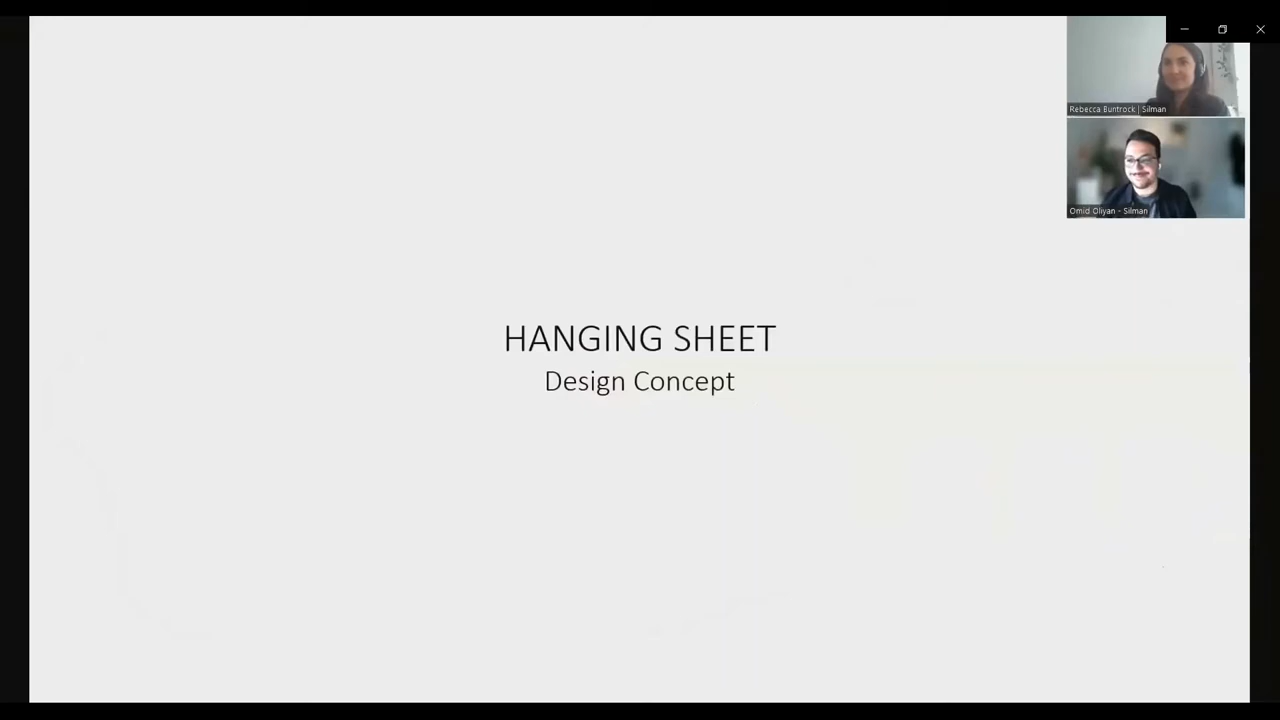 Rebecca Buntrock | Silman
Omid Oliyan - Silman
HANGING SHEET
Design Concept